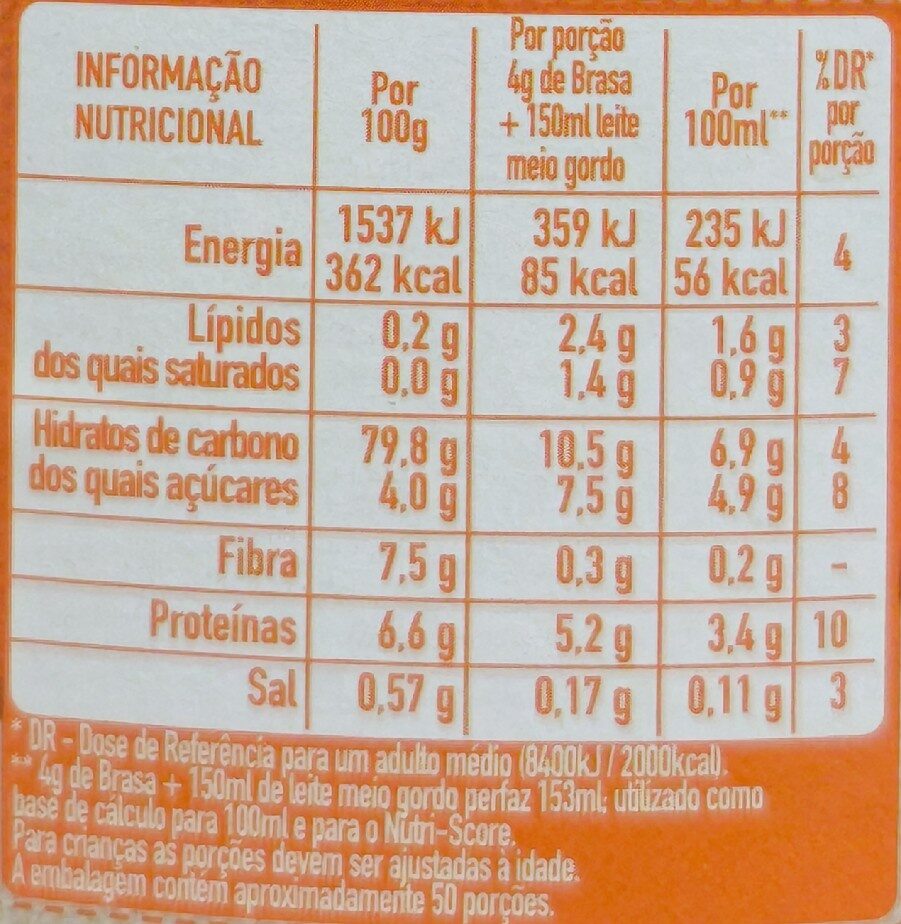 INFORMAÇÃO
NUTRICIONAL
Por
100g
Por porção
4g de Brasa
+ 150ml leite
meio gordo
Por
100ml**
%DR*
por
porção
Energia 1537 kJ 359 kJ 235 kJ 4
362 kcal 85 kcal 56 kcal
Lípidos 0,2 g 2,4 g 1,6 g 3
dos quais saturados 0,0 g 1,4 g 0,9 g 7
Hidratos de carbono 79,8 g 10,5 g 6,9 g 4
dos quais açúcares 4,0 g 7,5 g 4,9 g 8
Fibra 7,5 g 0,3 g 0,2 g -
Proteínas 6,6 g 5,2 g 3,4 g 10
Sal 0,57 g 0,17 g 0,11 g 3
* DR - Dose de Referência para um adulto médio (8400kJ / 2000kcal).
** 4g de Brasa + 150ml de leite meio gordo perfaz 153ml, utilizado como
base de cálculo para 100ml e para o Nutri-Score.
Para crianças as porções devem ser ajustadas à idade.
A embalagem contém aproximadamente 50 porções.